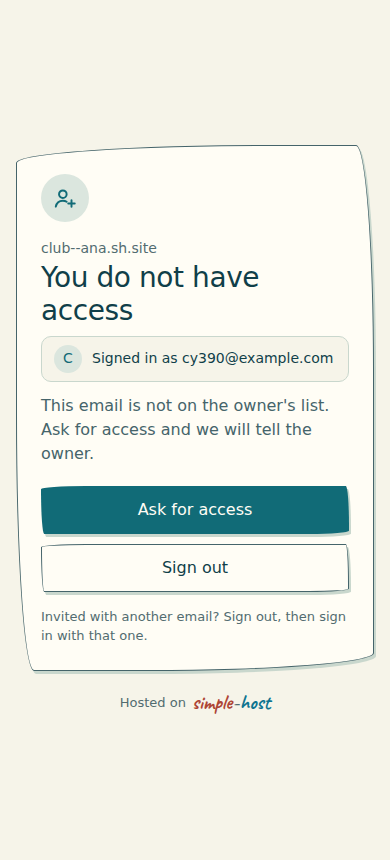 club--ana.sh.site
You do not have
access
C
Signed in as cy390@example.com
This email is not on the owner's list.
Ask for access and we will tell the
owner.
Ask for access
Sign out
Invited with another email? Sign out, then sign
in with that one.
Hosted on simple-host